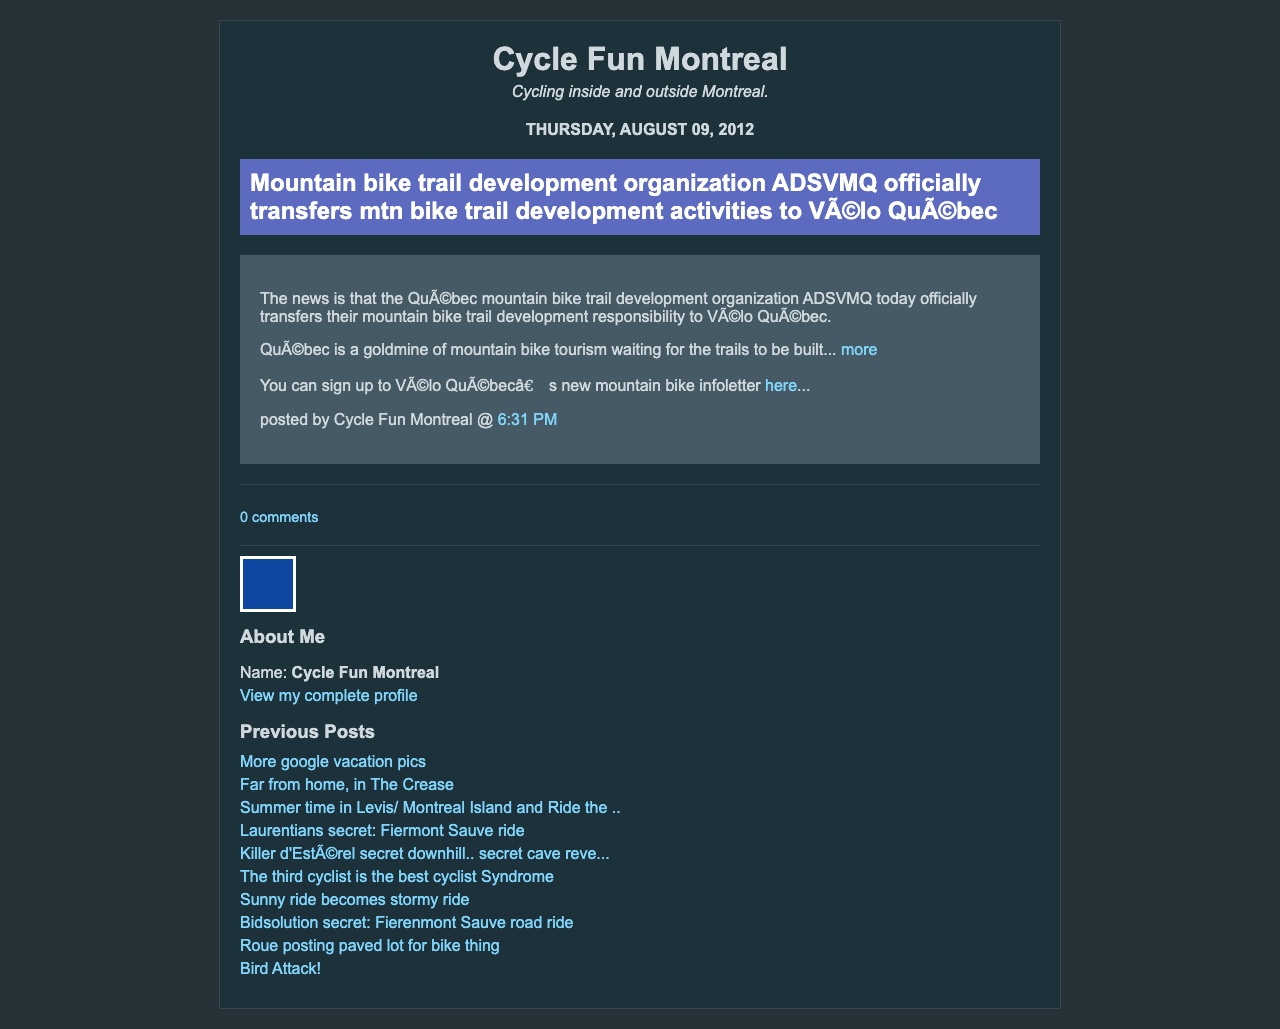 Cycle Fun Montreal
Cycling inside and outside Montreal.
THURSDAY, AUGUST 09, 2012
Mountain bike trail development organization ADSVMQ officially
transfers mtn bike trail development activities to VÃ©lo QuÃ©bec
The news is that the QuÃ©bec mountain bike trail development organization ADSVMQ today officially
transfers their mountain bike trail development responsibility to VÃ©lo QuÃ©bec.
QuÃ©bec is a goldmine of mountain bike tourism waiting for the trails to be built... more
You can sign up to VÃ©lo QuÃ©becâ€ s new mountain bike infoletter here...
posted by Cycle Fun Montreal @ 6:31 PM
0 comments
About Me
Name: Cycle Fun Montreal
View my complete profile
Previous Posts
More google vacation pics
Far from home, in The Crease
Summer time in Levis/ Montreal Island and Ride the ..
Laurentians secret: Fiermont Sauve ride
Killer d'EstÃ©rel secret downhill.. secret cave reve...
The third cyclist is the best cyclist Syndrome
Sunny ride becomes stormy ride
Bidsolution secret: Fierenmont Sauve road ride
Roue posting paved lot for bike thing
Bird Attack!